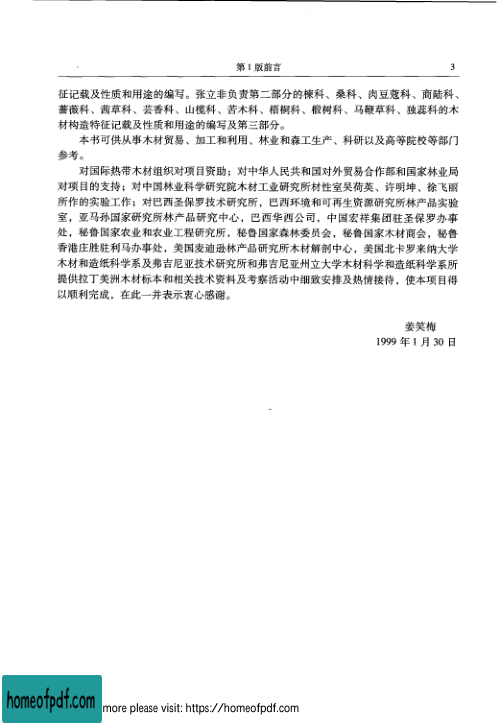 第 1 版前言 3
征记载及性质和用途的编写。张立非负责第二部分的楝科、桑科、肉豆蔻科、商陆科、
蔷薇科、茜草科、芸香科、山榄科、苦木科、梧桐科、椴树科、马鞭草科、独蕊科的木
材构造特征记载及性质和用途的编写及第三部分。
本书可供从事木材贸易、加工和利用、林业和森工生产、科研以及高等院校等部门
参考。
对国际热带木材组织对项目资助；对中华人民共和国对外贸易合作部和国家林业局
对项目的支持；对中国林业科学研究院木材工业研究所材性室吴荷英、许明坤、徐飞丽
所作的实验工作；对巴西圣保罗技术研究所，巴西环境和可再生资源研究所林产品实验
室，亚马孙国家研究所林产品研究中心，巴西华西公司，中国宏祥集团驻圣保罗办事
处，秘鲁国家农业和农业工程研究所，秘鲁国家森林委员会，秘鲁国家木材商会，秘鲁
香港庄胜驻利马办事处，美国麦迪逊林产品研究所木材解剖中心，美国北卡罗来纳大学
木材和造纸科学系及弗吉尼亚技术研究所和弗吉尼亚州立大学木材科学和造纸科学系所
提供拉丁美洲木材标本和相关技术资料及考察活动中细致安排及热情接待，使本项目得
以顺利完成，在此一并表示衷心感谢。
姜笑梅
1999 年 1 月 30 日
homeofpdf.com more please visit: https://homeofpdf.com